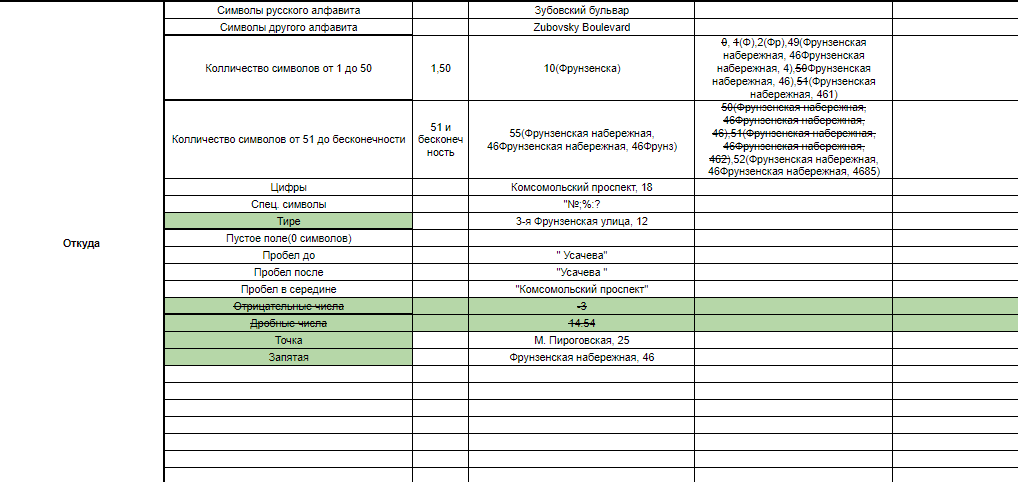 Символы русского алфавита
Зубовский бульвар
Символы другого алфавита
Zubovsky Boulevard
Колличество символов от 1 до 50
1,50
10(Фрунзенска)
0, 1(Ф),2(Фр),49(Фрунзенская
набережная, 46Фрунзенская
набережная, 4),50Фрунзенская
набережная, 46),51(Фрунзенская
набережная, 461)
Колличество символов от 51 до бесконечности
51 и
бесконеч
ность
55(Фрунзенская набережная,
46Фрунзенская набережная, 46Фрунз)
50(Фрунзенская набережная,
46Фрунзенская набережная,
46),51(Фрунзенская набережная,
46Фрунзенская набережная,
462),52(Фрунзенская набережная,
46Фрунзенская набережная, 4685)
Цифры
Комсомольский проспект, 18
Спец. символы
"№;%:?
Тире
3-я Фрунзенская улица, 12
Откуда
Пустое поле(0 символов)
Пробел до
" Усачева"
Пробел после
"Усачева "
Пробел в середине
"Комсомольский проспект"
Отрицательные числа
-3
Дробные числа
14.54
Точка
М. Пироговская, 25
Запятая
Фрунзенская набережная, 46